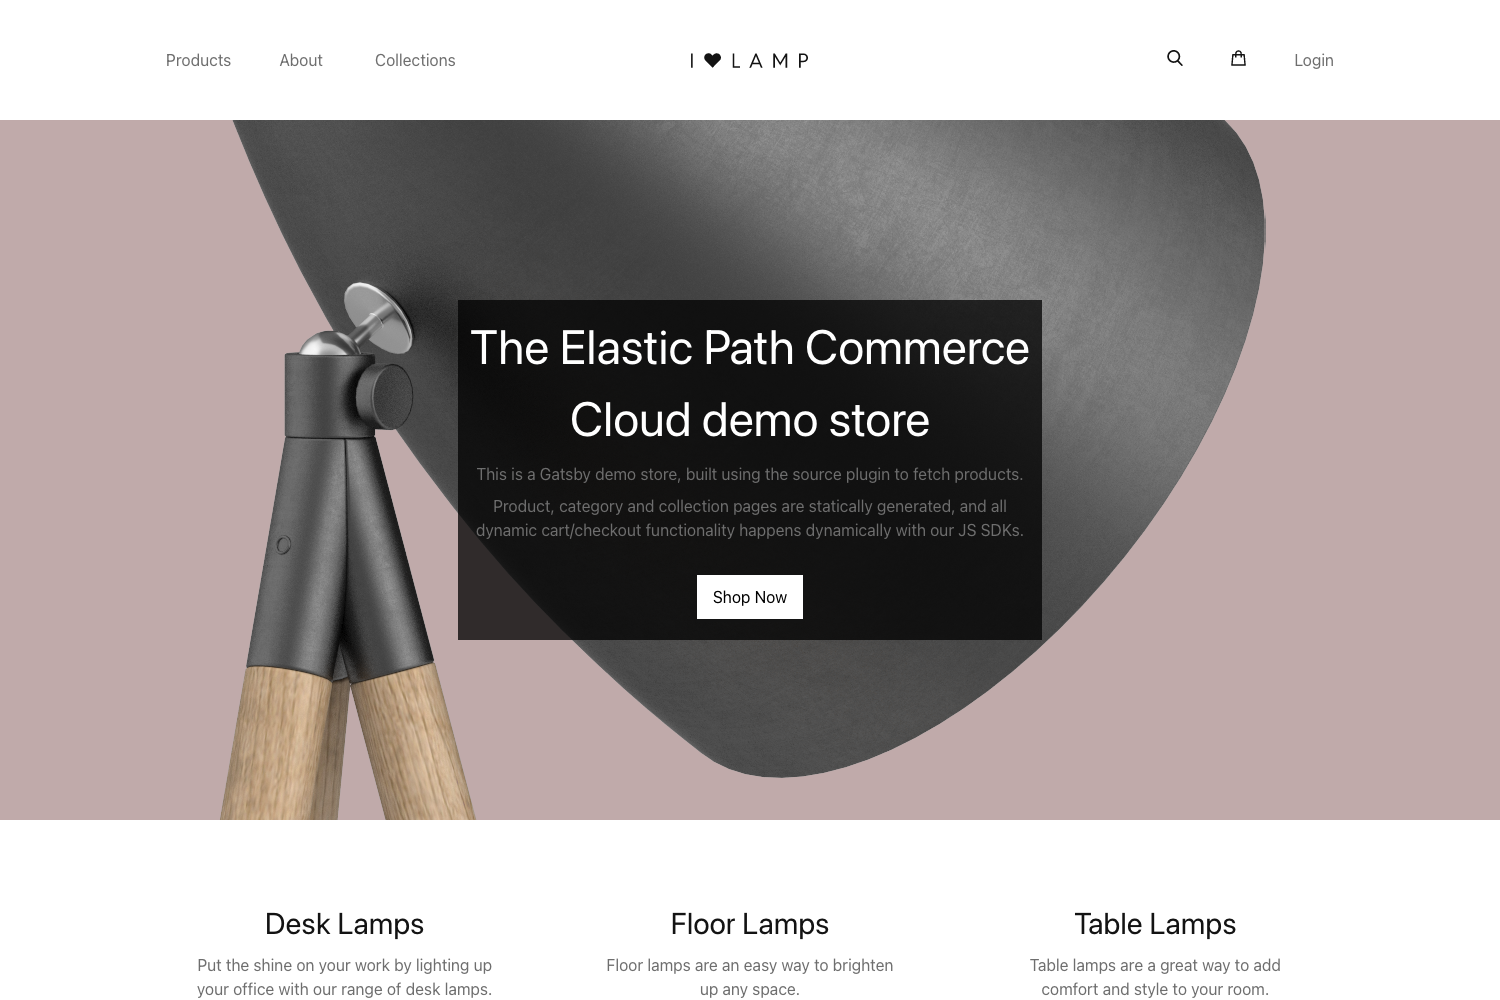 Products About Collections I ♥ LAMP Login
The Elastic Path Commerce
Cloud demo store
This is a Gatsby demo store, built using the source plugin to fetch products.
Product, category and collection pages are statically generated, and all
dynamic cart/checkout functionality happens dynamically with our JS SDKs.
Shop Now
Desk Lamps
Put the shine on your work by lighting up
your office with our range of desk lamps.
Floor Lamps
Floor lamps are an easy way to brighten
up any space.
Table Lamps
Table lamps are a great way to add
comfort and style to your room.